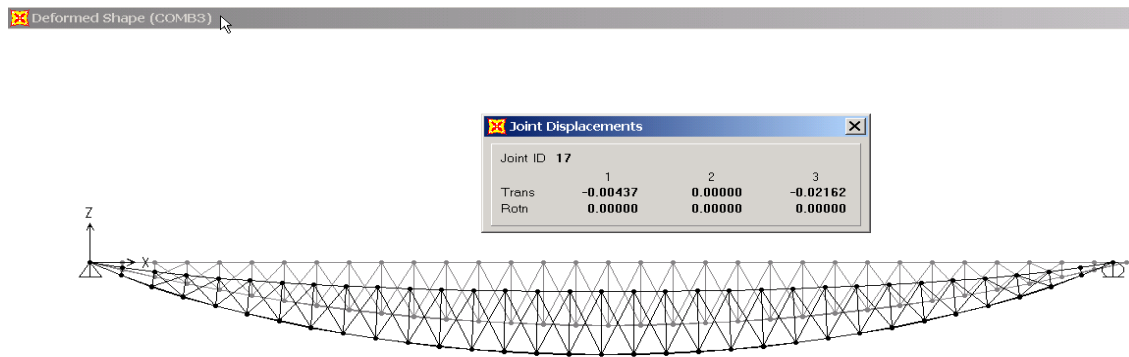 Deformed Shape (COMB3)
Joint Displacements
Joint ID 17
1 2 3
Trans -0.00437 0.00000 -0.02162
Rotn 0.00000 0.00000 0.00000
Z
X